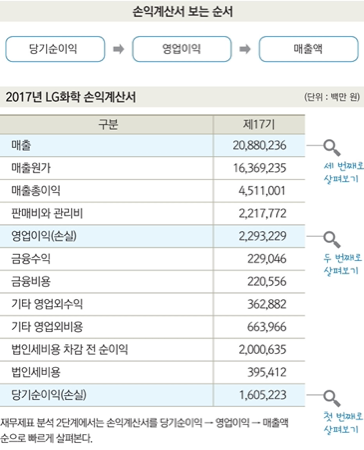 손익계산서 보는 순서
당기순이익 → 영업이익 → 매출액
2017년 LG화학 손익계산서 (단위 : 백만 원)
구분 제17기
매출 20,880,236
매출원가 16,369,235
매출총이익 4,511,001
판매비와 관리비 2,217,772
영업이익(손실) 2,293,229
금융수익 229,046
금융비용 220,556
기타 영업외수익 362,882
기타 영업외비용 663,966
법인세비용 차감 전 순이익 2,000,635
법인세비용 395,412
당기순이익(손실) 1,605,223
세 번째로
살펴보기
두 번째로
살펴보기
첫 번째로
살펴보기
재무제표 분석 2단계에서는 손익계산서를 당기순이익 → 영업이익 → 매출액
순으로 빠르게 살펴본다.